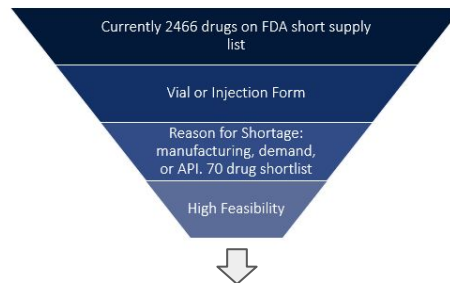 Currently 2466 drugs on FDA short supply
list
Vial or Injection Form
Reason for Shortage:
manufacturing, demand,
or API. 70 drug shortlist
High Feasibility